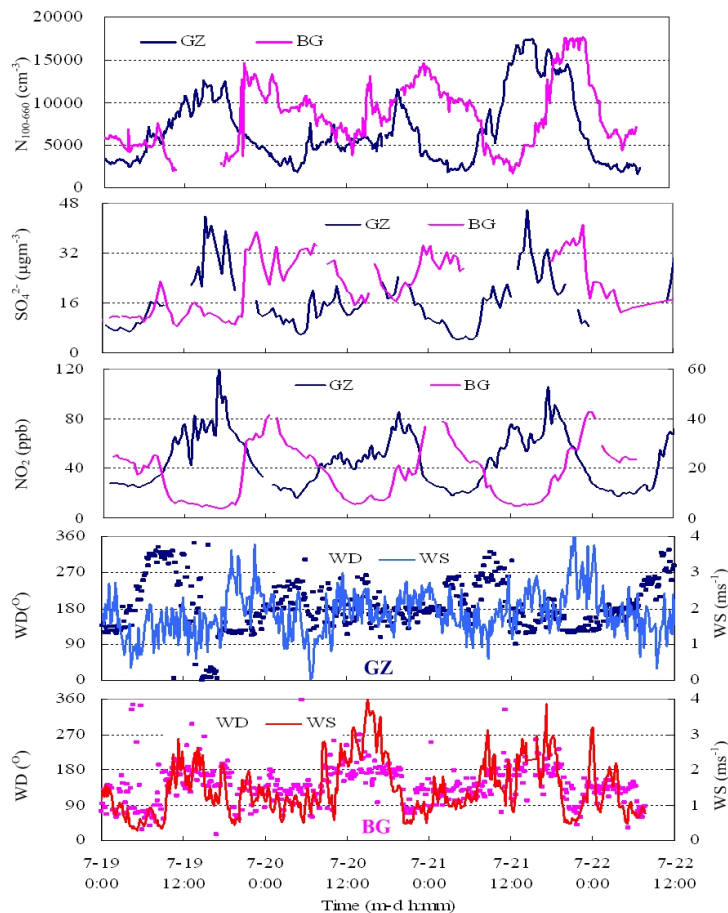 20000
15000
10000
5000
0
N100-660 (cm-3)
GZ BG
48
32
16
0
SO42- (μgm-3)
GZ BG
120
80
40
0
NO2 (ppb)
GZ BG
60
40
20
0
360
270
180
90
0
WD(O)
WD WS
GZ
4
3
2
1
0
WS (ms-1)
360
270
180
90
0
WD (O)
WD WS
BG
4
3
2
1
0
WS (ms-1)
7-19 7-19 7-20 7-20 7-21 7-21 7-22 7-22
0:00 12:00 0:00 12:00 0:00 12:00 0:00 12:00
Time (m-d h:mm)